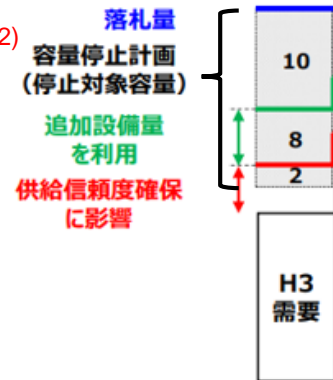 2)
落札量
容量停止計画
(停止対象容量)
追加設備量
を利用
供給信頼度確保
に影響
10
8
2
H3
需要